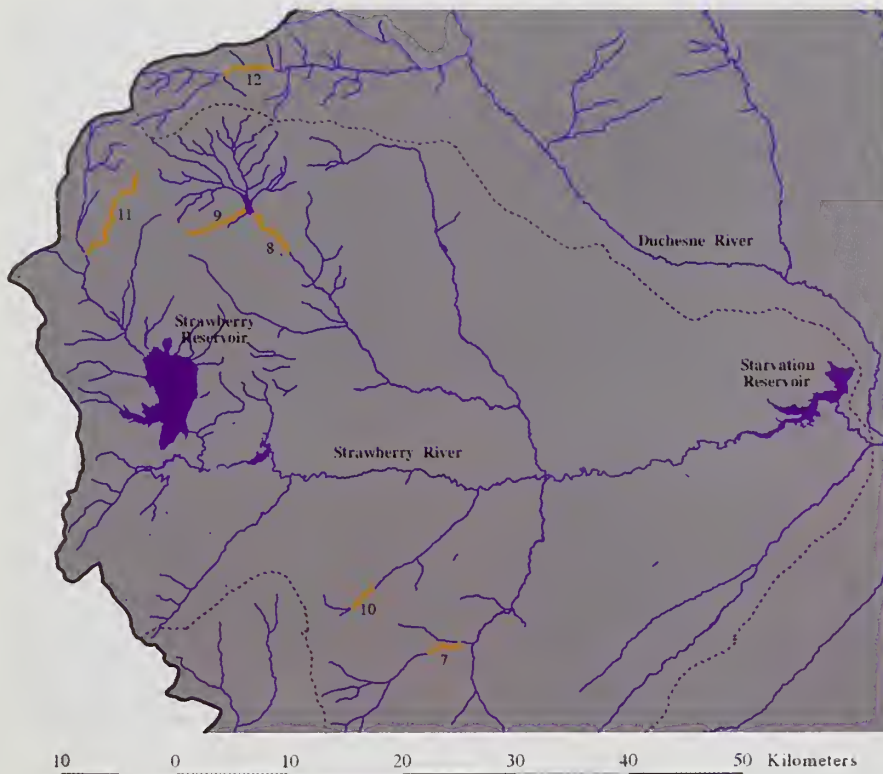 12
11
9
8
Duchesne River
Strawberry
Reservoir
Starvation
Reservoir
Strawberry River
10
7
10 0 10 20 30 40 50 Kilometers